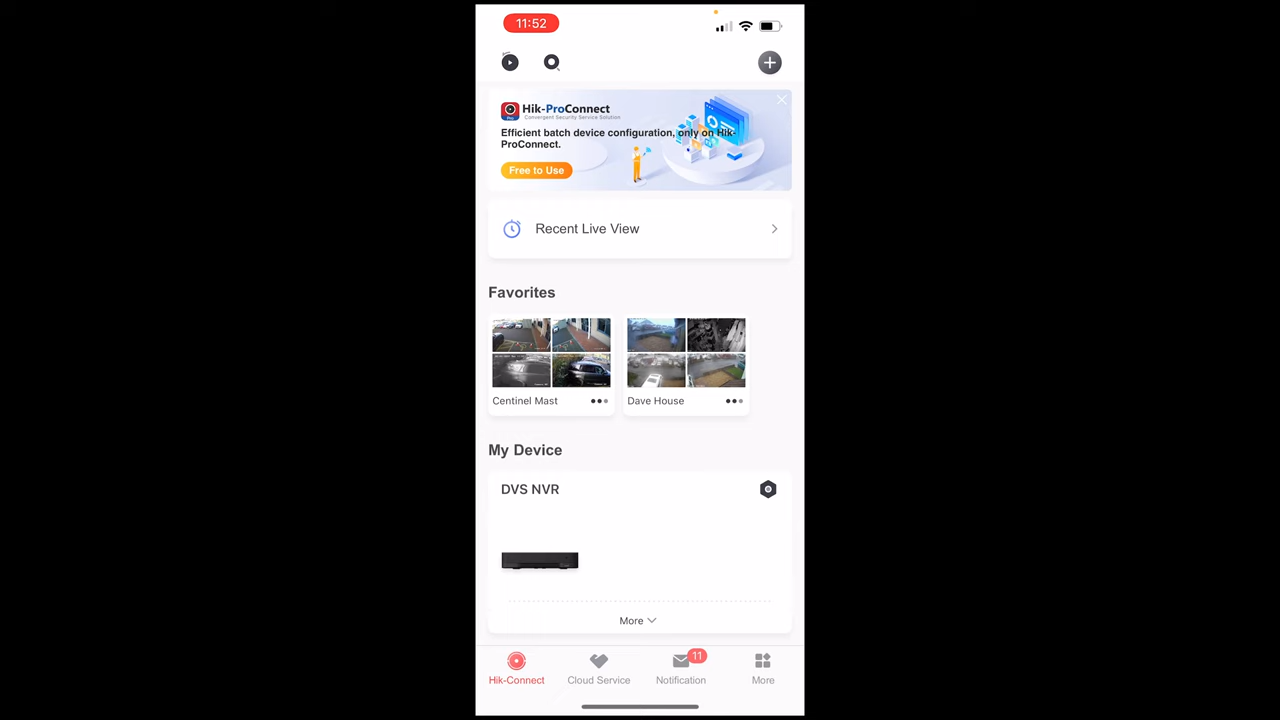 11:52
Hik-ProConnect
Convergent Security Service Solution
Efficient batch device configuration, only on Hik-
ProConnect.
Free to Use
Recent Live View
Favorites
Centinel Mast
Dave House
My Device
DVS NVR
More
11
Hik-Connect
Cloud Service
Notification
More